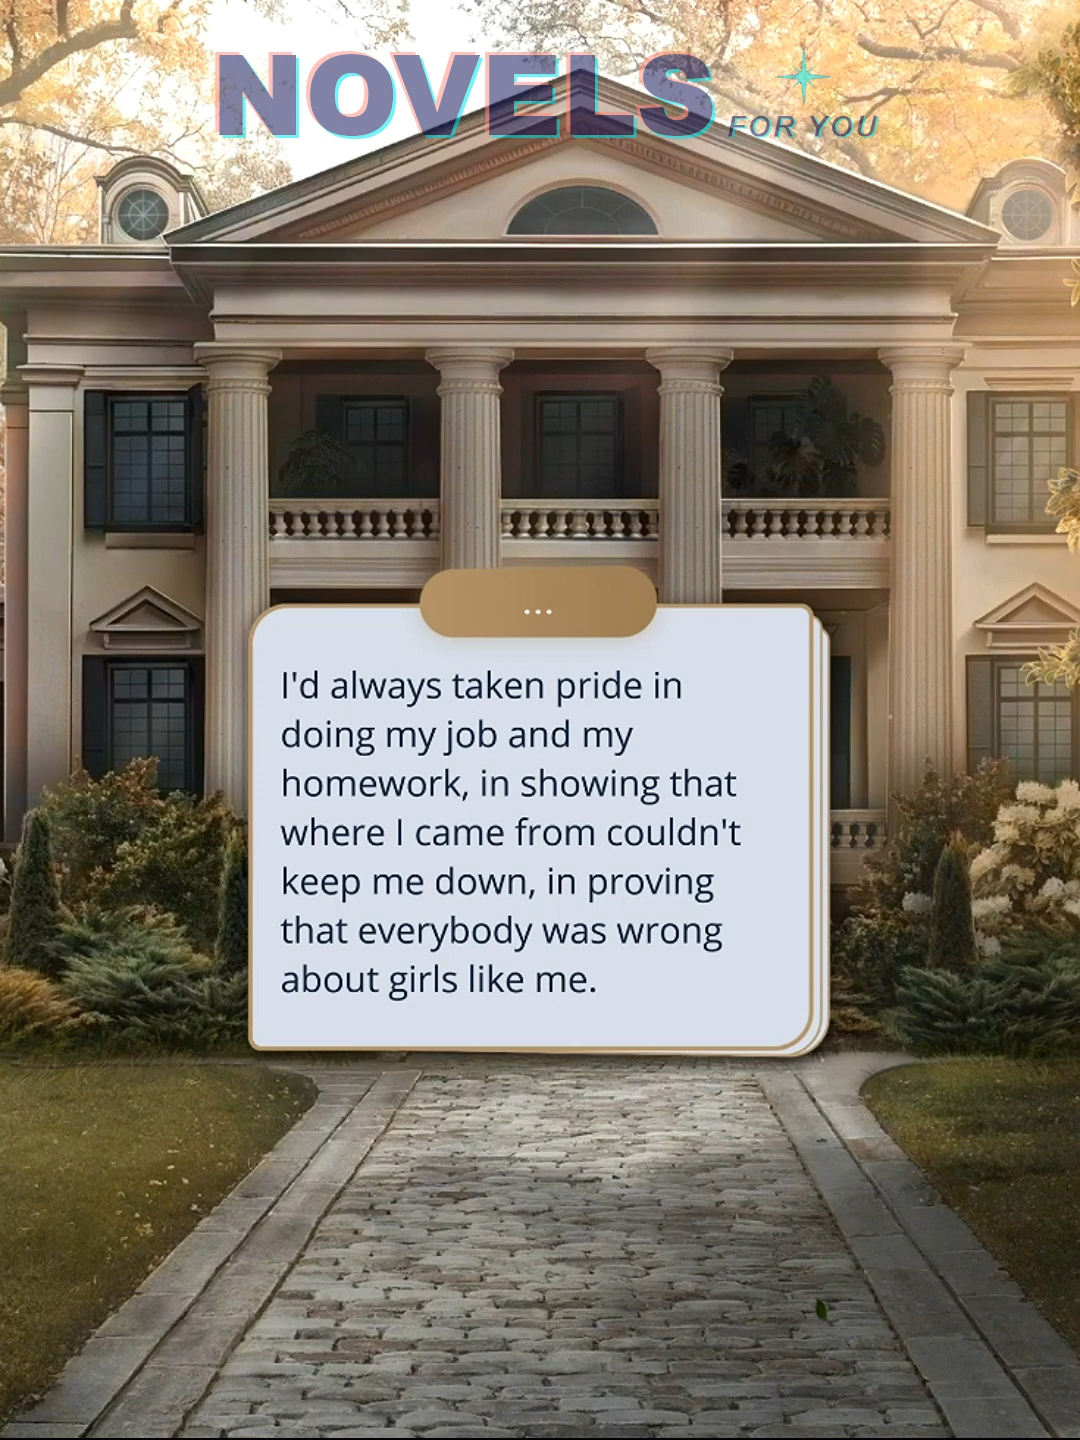 NOVELS
FOR YOU
...
I'd always taken pride in
doing my job and my
homework, in showing that
where I came from couldn't
keep me down, in proving
that everybody was wrong
about girls like me.